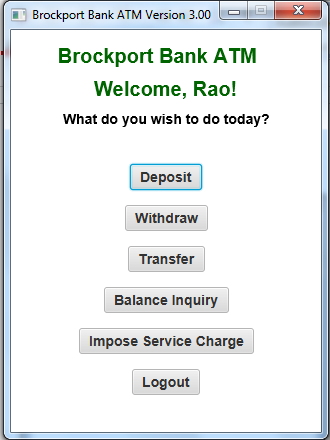 Brockport Bank ATM Version 3.00
Brockport Bank ATM
Welcome, Rao!
What do you wish to do today?
Deposit
Withdraw
Transfer
Balance Inquiry
Impose Service Charge
Logout